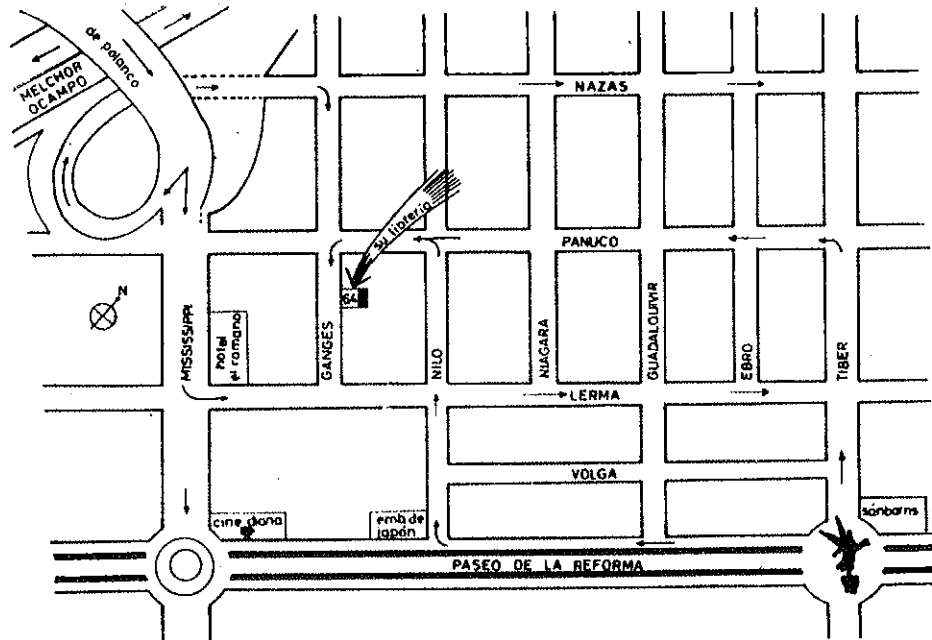 de polanco
MELCHOR
OCAMPO
NAZAS
su libreria
PANUCO
N
64
MISSISSIPPI
hotel
el romano
GANGES
NILO
NIAGARA
GUADALQUIVIR
EBRO
TIBER
LERMA
VOLGA
cine diana
emb. de
japón
sanborns
PASEO DE LA REFORMA